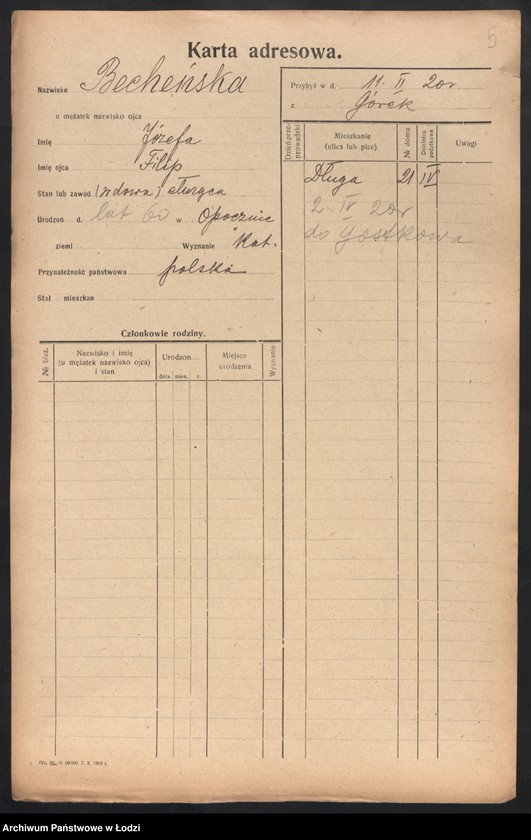 5
Karta adresowa.
Nazwisko Becheńska
u mężatek nazwisko ojca
Imię Józefa
Imię ojca Filip
Stan lub zawód (wdowa) służąca
Urodzon d. lat 60 w Opocznie
ziemi Wyznanie Kat.
Przynależność państwowa polska
Stał mieszkan
Członkowie rodziny.
№ bież.
Nazwisko i imię
(u mężatek nazwisko ojca)
i stan
Urodzon
dnia mies. r.
Miejsce
urodzenia
Wyznanie
Przybył w d. 11 II 20 r.
z Górek
Dzień przeprowadzki
Mieszkanie
(ulica lub plac)
№ domu
Dzielnica podatkowa
Uwagi
Długa 21 IV
2 IV 20 r
do Gostkowa
Archiwum Państwowe w Łodzi